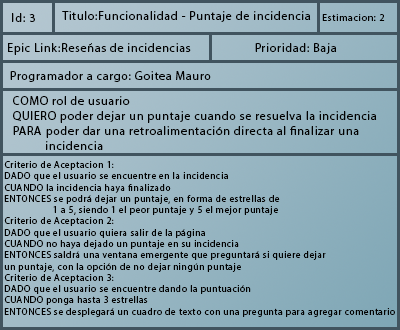 Id: 3
Titulo:Funcionalidad - Puntaje de incidencia
Estimacion: 2
Epic Link:Reseñas de incidencias
Prioridad: Baja
Programador a cargo: Goitea Mauro
COMO rol de usuario
QUIERO poder dejar un puntaje cuando se resuelva la incidencia
PARA poder dar una retroalimentación directa al finalizar una
incidencia
Criterio de Aceptacion 1:
DADO que el usuario se encuentre en la incidencia
CUANDO la incidencia haya finalizado
ENTONCES se podrá dejar un puntaje, en forma de estrellas de
1 a 5, siendo 1 el peor puntaje y 5 el mejor puntaje
Criterio de Aceptacion 2:
DADO que el usuario quiera salir de la página
CUANDO no haya dejado un puntaje en su incidencia
ENTONCES saldrá una ventana emergente que preguntará si quiere dejar
un puntaje, con la opción de no dejar ningún puntaje
Criterio de Aceptacion 3:
DADO que el usuario se encuentre dando la puntuación
CUANDO ponga hasta 3 estrellas
ENTONCES se desplegará un cuadro de texto con una pregunta para agregar comentario